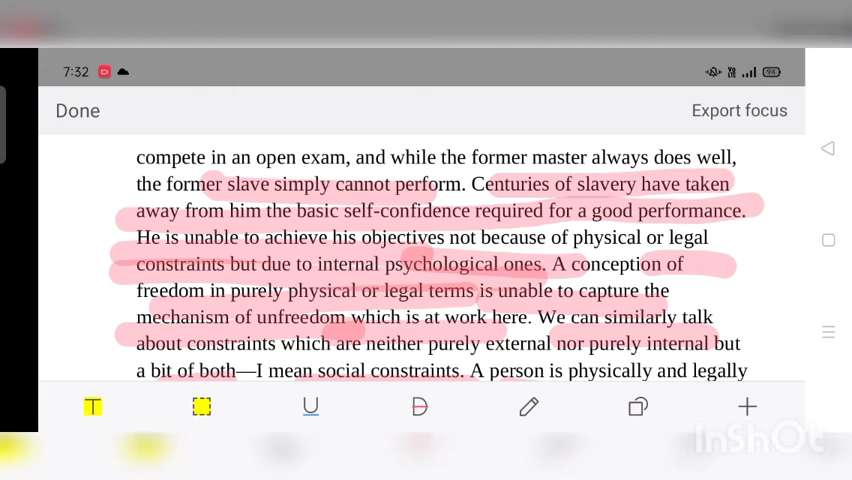 7:32
94
Done
Export focus
compete in an open exam, and while the former master always does well,
the former slave simply cannot perform. Centuries of slavery have taken
away from him the basic self-confidence required for a good performance.
He is unable to achieve his objectives not because of physical or legal
constraints but due to internal psychological ones. A conception of
freedom in purely physical or legal terms is unable to capture the
mechanism of unfreedom which is at work here. We can similarly talk
about constraints which are neither purely external nor purely internal but
a bit of both—I mean social constraints. A person is physically and legally
T
U
D
InShOt